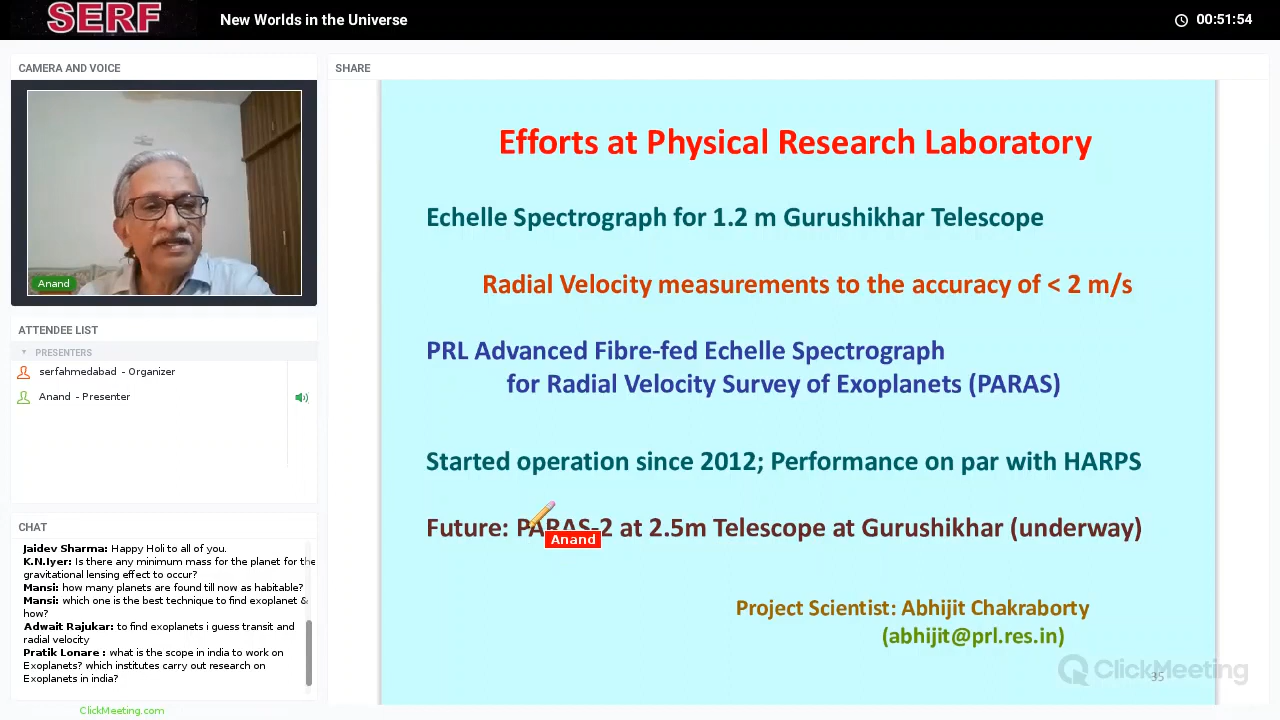 SERF
New Worlds in the Universe
00:51:54
CAMERA AND VOICE
Anand
ATTENDEE LIST
PRESENTERS
serfahmedabad - Organizer
Anand - Presenter
CHAT
Jaidev Sharma: Happy Holi to all of you.
K.N.Iyer: Is there any minimum mass for the planet for the
gravitational lensing effect to occur?
Mansi: how many planets are found till now as habitable?
Mansi: which one is the best technique to find exoplanet &
how?
Adwait Rajukar: to find exoplanets i guess transit and
radial velocity
Pratik Lonare : what is the scope in india to work on
Exoplanets? which institutes carry out research on
Exoplanets in india?
ClickMeeting.com
SHARE
Efforts at Physical Research Laboratory
Echelle Spectrograph for 1.2 m Gurushikhar Telescope
Radial Velocity measurements to the accuracy of < 2 m/s
PRL Advanced Fibre-fed Echelle Spectrograph
for Radial Velocity Survey of Exoplanets (PARAS)
Started operation since 2012; Performance on par with HARPS
Future: PARAS-2 at 2.5m Telescope at Gurushikhar (underway)
Anand
Project Scientist: Abhijit Chakraborty
(abhijit@prl.res.in)
ClickMeeting
35